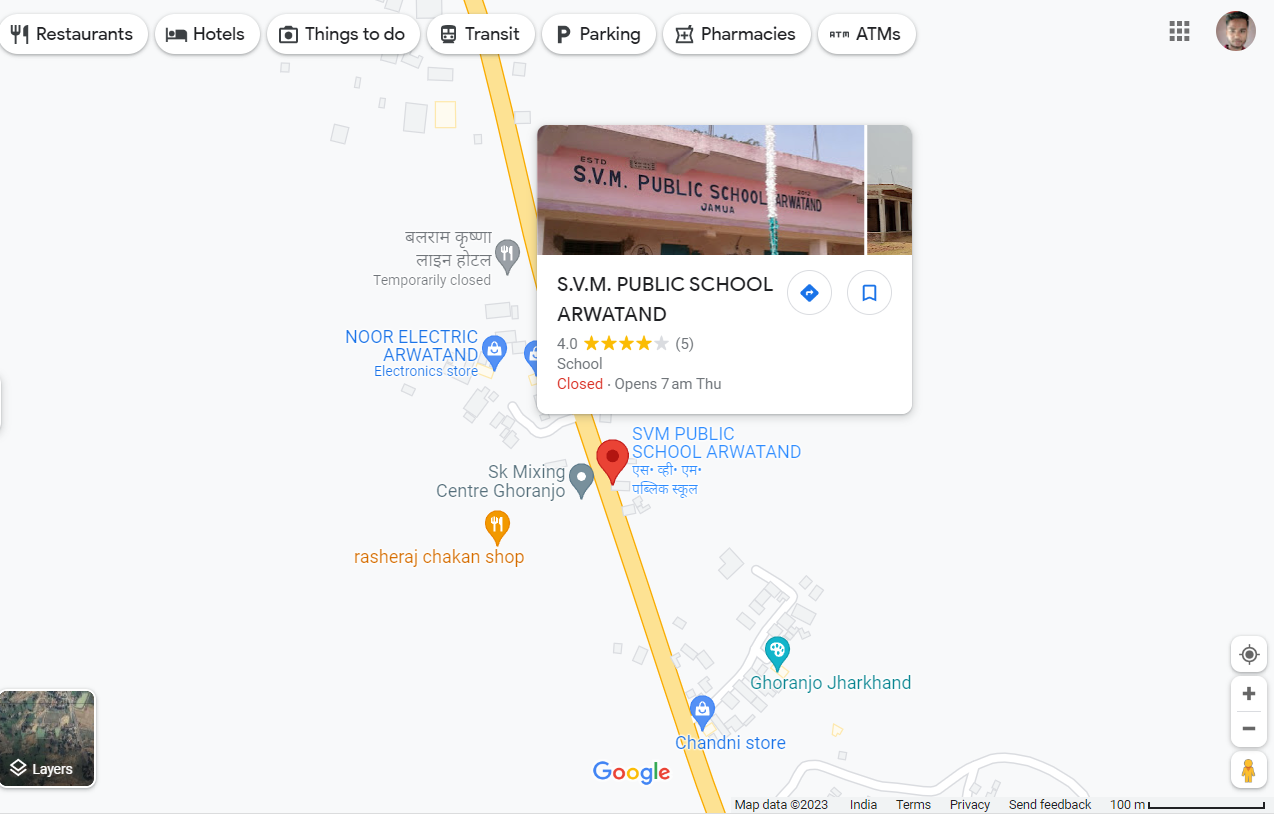 Restaurants
Hotels
Things to do
Transit
Parking
Pharmacies
ATM ATMs
ESTD
S.V.M. PUBLIC SCHOOL ARWATAND
JAMUA
S.V.M. PUBLIC SCHOOL
ARWATAND
4.0 (5)
School
Closed · Opens 7 am Thu
बलराम कृष्णा
लाइन होटल
Temporarily closed
NOOR ELECTRIC
ARWATAND
Electronics store
SVM PUBLIC
SCHOOL ARWATAND
एस॰ व्ही॰ एम॰
पब्लिक स्कूल
Sk Mixing
Centre Ghoranjo
rasheraj chakan shop
Ghoranjo Jharkhand
Chandni store
Layers
Google
Map data ©2023 India Terms Privacy Send feedback 100 m